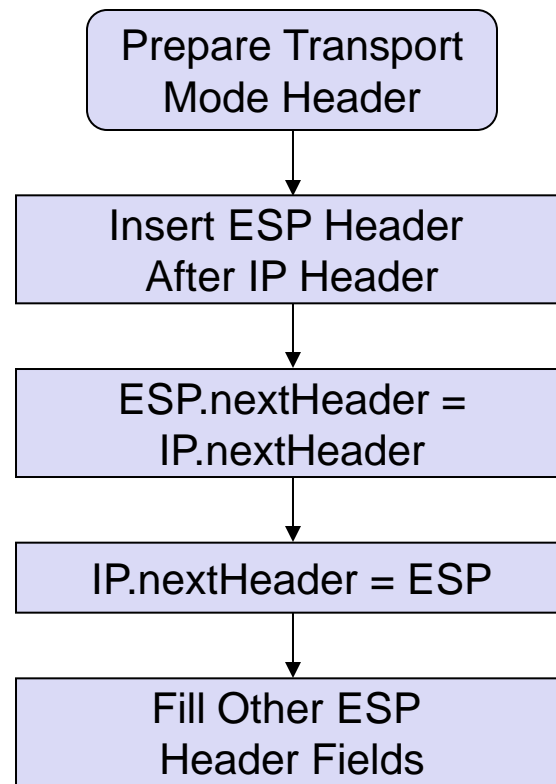 Prepare Transport
Mode Header
Insert ESP Header
After IP Header
ESP.nextHeader =
IP.nextHeader
IP.nextHeader = ESP
Fill Other ESP
Header Fields